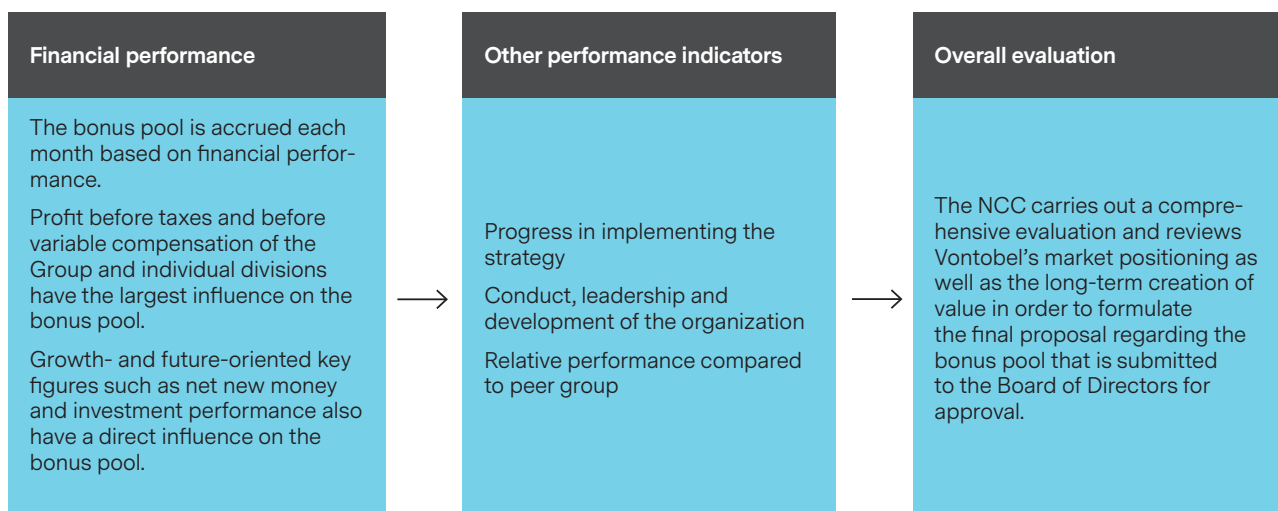 Financial performance
The bonus pool is accrued each
month based on financial perfor-
mance.
Profit before taxes and before
variable compensation of the
Group and individual divisions
have the largest influence on the
bonus pool.
Growth- and future-oriented key
figures such as net new money
and investment performance also
have a direct influence on the
bonus pool.
Other performance indicators
Progress in implementing the
strategy
Conduct, leadership and
development of the organization
Relative performance compared
to peer group
Overall evaluation
The NCC carries out a compre-
hensive evaluation and reviews
Vontobel’s market positioning as
well as the long-term creation of
value in order to formulate
the final proposal regarding the
bonus pool that is submitted
to the Board of Directors for
approval.